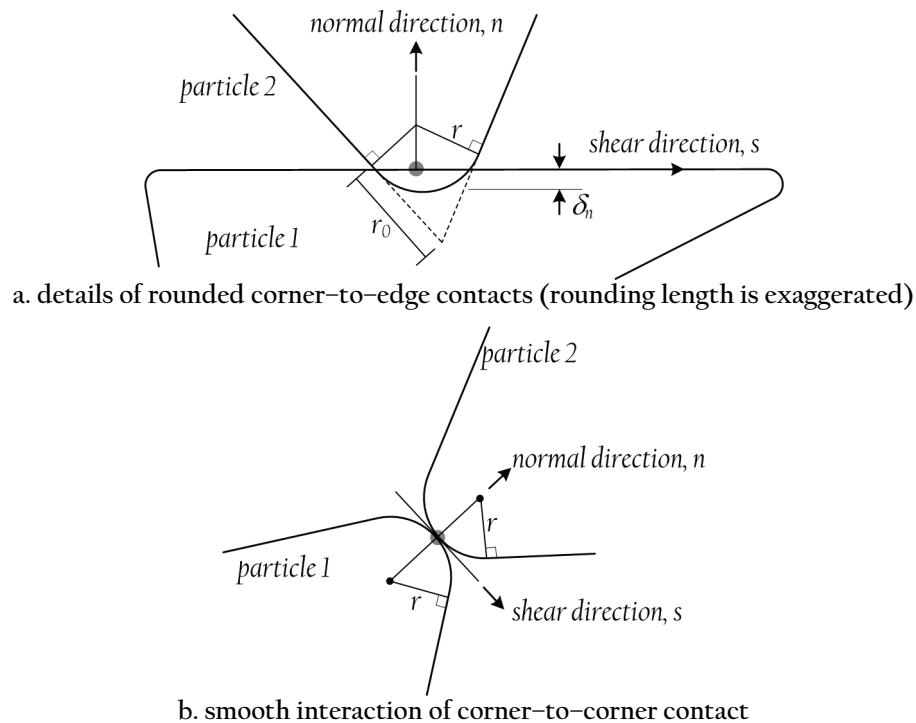 normal direction, n
particle 2
r
shear direction, s
δn
r0
particle 1
a. details of rounded corner–to–edge contacts (rounding length is exaggerated)
particle 2
normal direction, n
r
particle 1
r
shear direction, s
b. smooth interaction of corner–to–corner contact